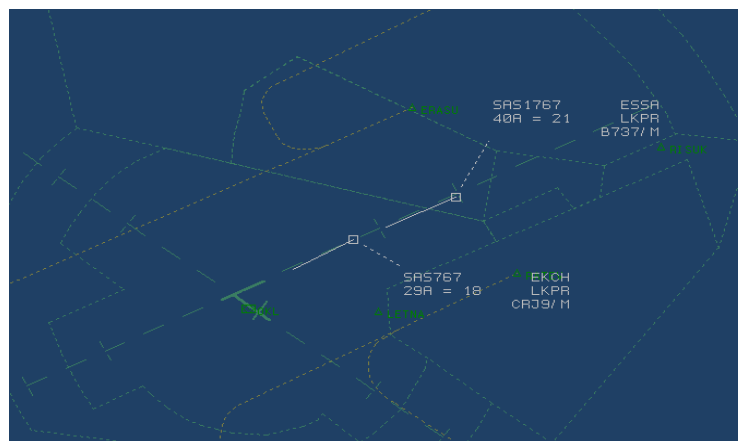 ERASU
SAS1767 ESSA
40A = 21 LKPR
B737/M
RISUK
SAS767 EKCH
29A = 18 LKPR
CRJ9/M
LETNA